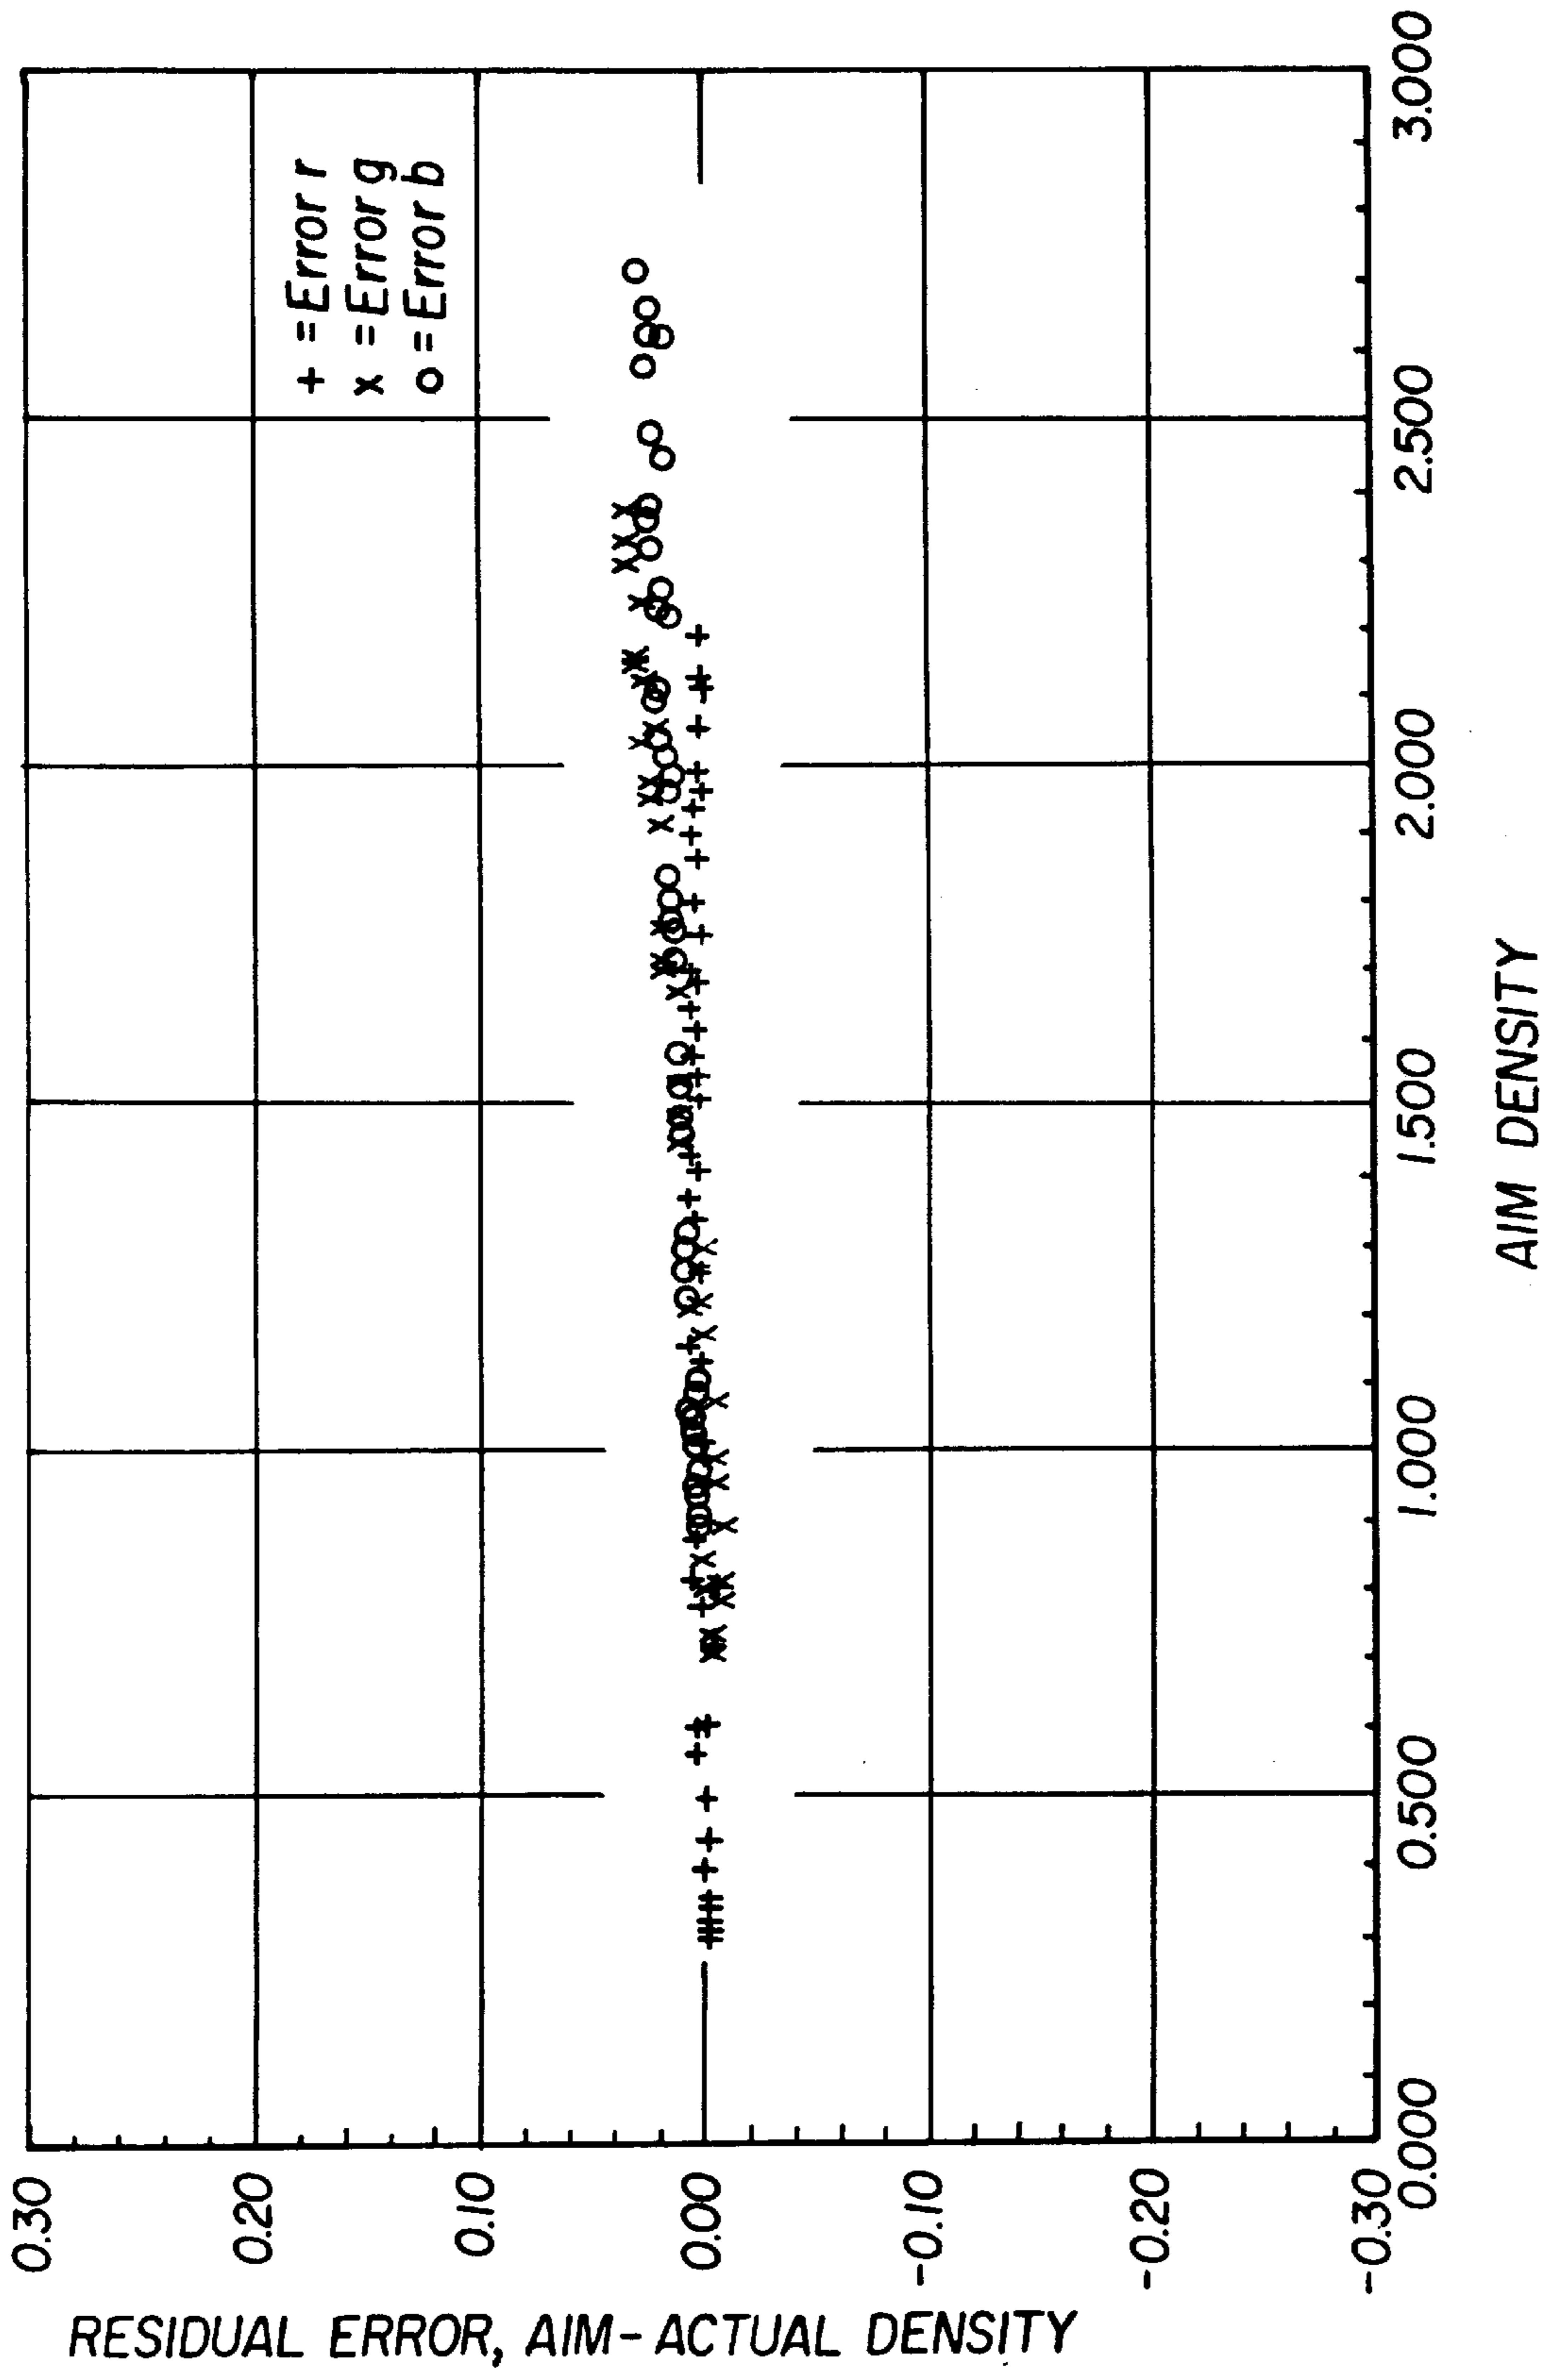 RESIDUAL ERROR, AIM-ACTUAL DENSITY
0.30
0.20
0.10
0.00
-0.10
-0.20
-0.30
+ = Error r
x = Error g
o = Error b
0.000
0.500
1.000
1.500
2.000
2.500
3.000
AIM DENSITY